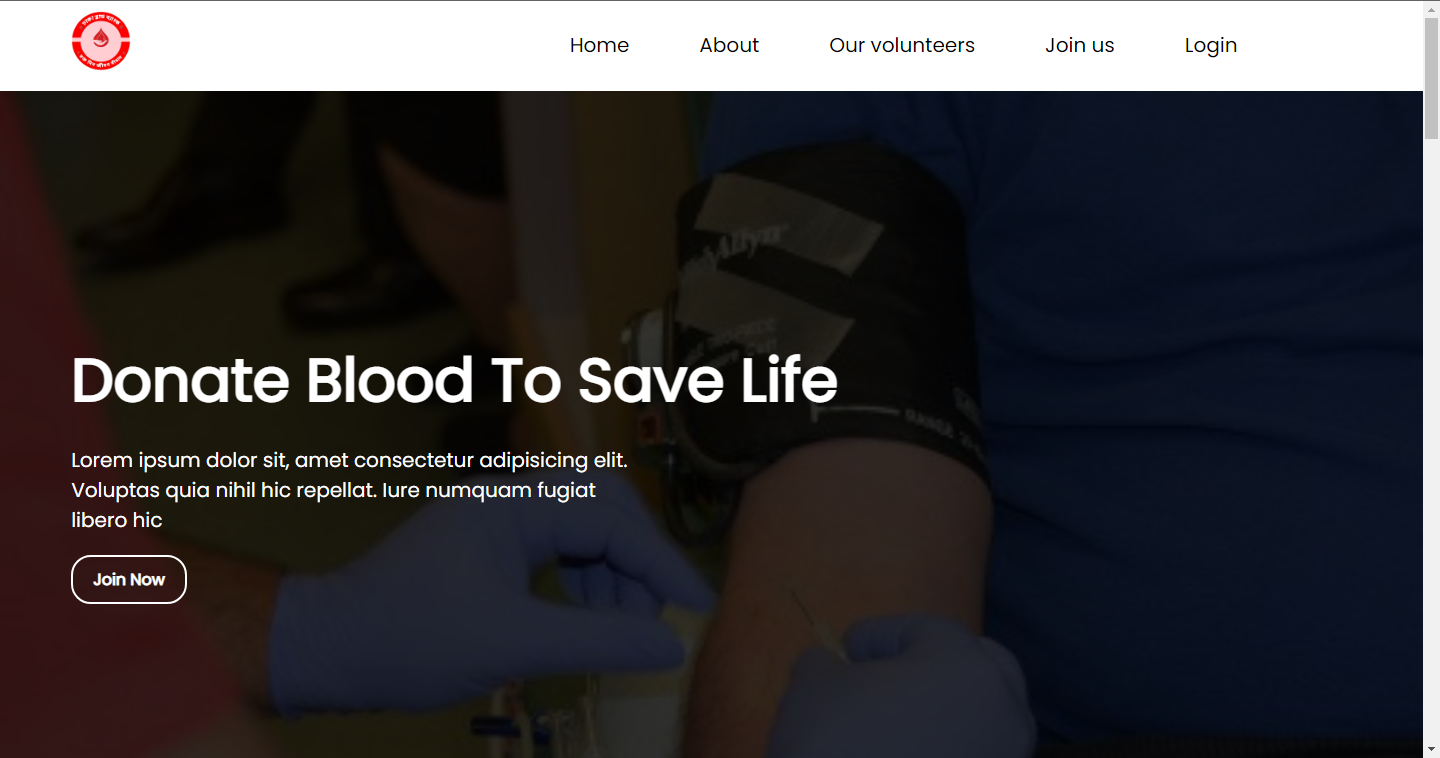 Home
About
Our volunteers
Join us
Login
Donate Blood To Save Life
Lorem ipsum dolor sit, amet consectetur adipisicing elit.
Voluptas quia nihil hic repellat. Iure numquam fugiat
libero hic
Join Now